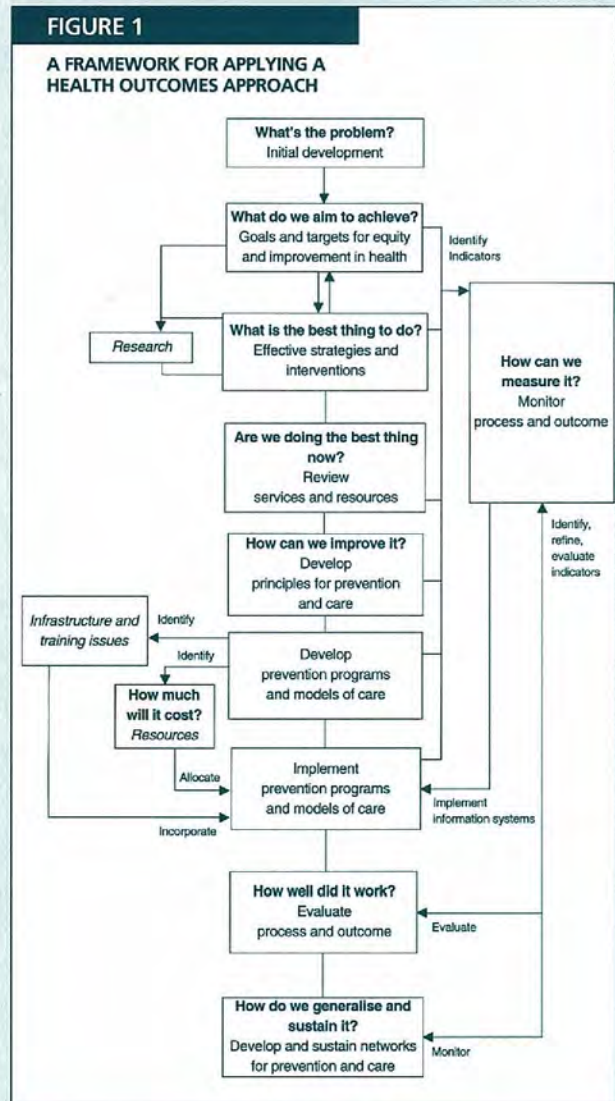 FIGURE 1
A FRAMEWORK FOR APPLYING A
HEALTH OUTCOMES APPROACH
What's the problem?
Initial development
What do we aim to achieve?
Goals and targets for equity
and improvement in health
Identify
Indicators
Research
What is the best thing to do?
Effective strategies and
interventions
How can we
measure it?
Monitor
process and outcome
Are we doing the best thing
now?
Review
services and resources
Identify,
refine,
evaluate
indicators
How can we improve it?
Develop
principles for prevention
and care
Infrastructure and
training issues
Identify
Identify
Develop
prevention programs
and models of care
How much
will it cost?
Resources
Allocate
Incorporate
Implement
prevention programs
and models of care
Implement
information systems
How well did it work?
Evaluate
process and outcome
Evaluate
How do we generalise and
sustain it?
Develop and sustain networks
for prevention and care
Monitor